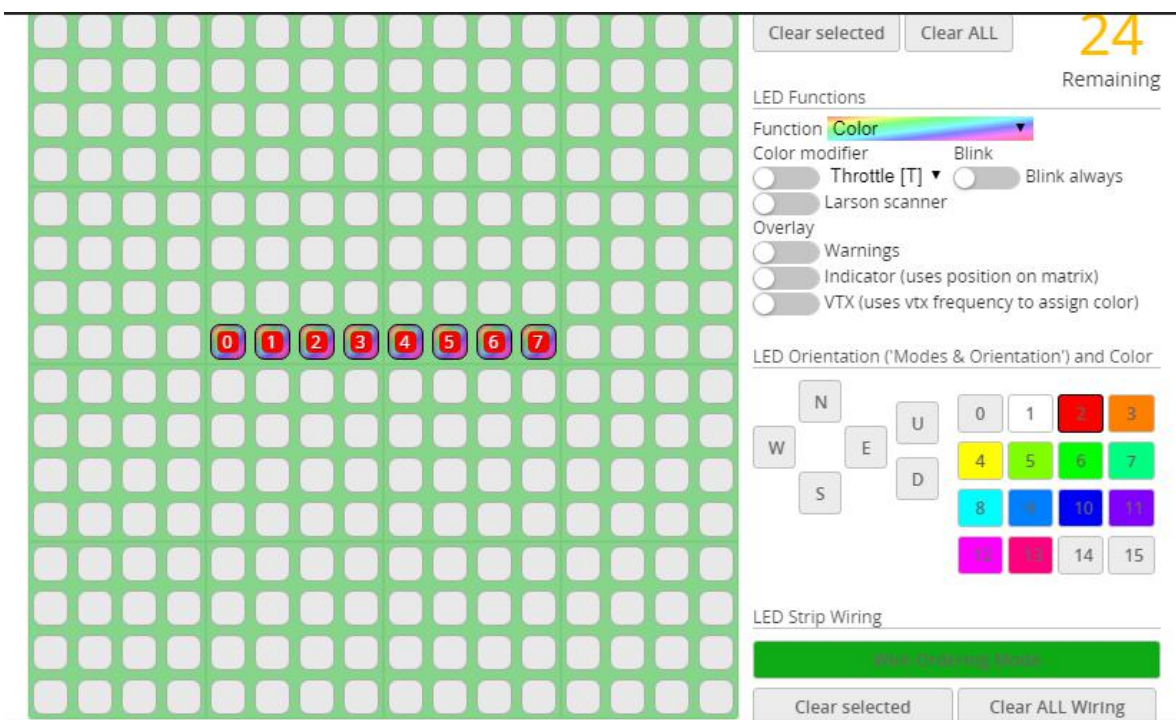 Clear selected Clear ALL 24
Remaining
LED Functions
Function Color
Color modifier Blink
Throttle [T] Blink always
Larson scanner
Overlay
Warnings
Indicator (uses position on matrix)
VTX (uses vtx frequency to assign color)
0 1 2 3 4 5 6 7
LED Orientation ('Modes & Orientation') and Color
N
U
W E
D
S
0 1 2 3
4 5 6 7
8 9 10 11
12 13 14 15
LED Strip Wiring
Wire Ordering Mode
Clear selected Clear ALL Wiring